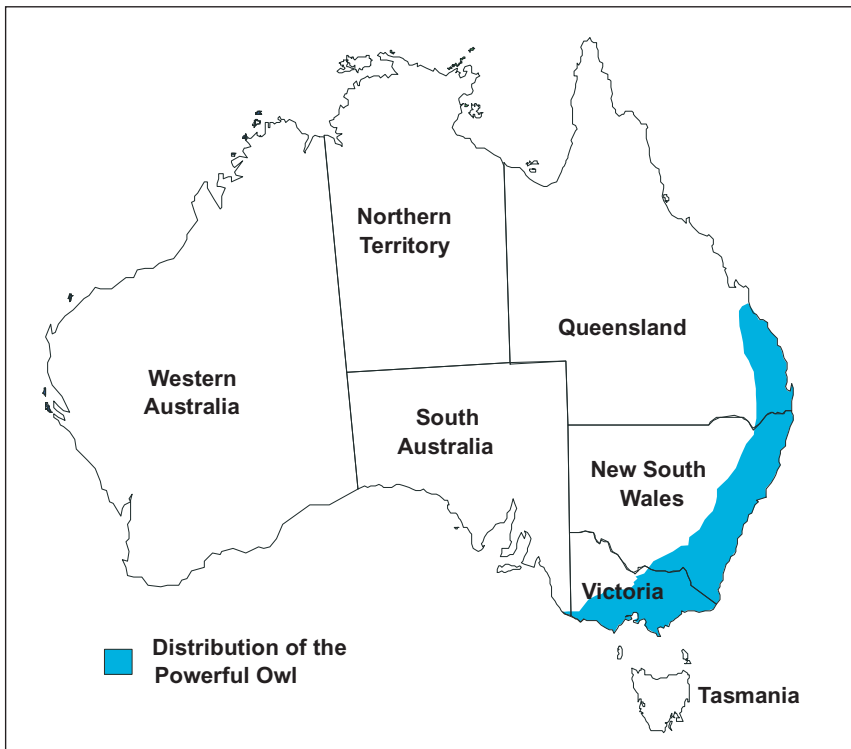 Northern
Territory
Queensland
Western
Australia
South
Australia
New South
Wales
Victoria
Distribution of the
Powerful Owl
Tasmania